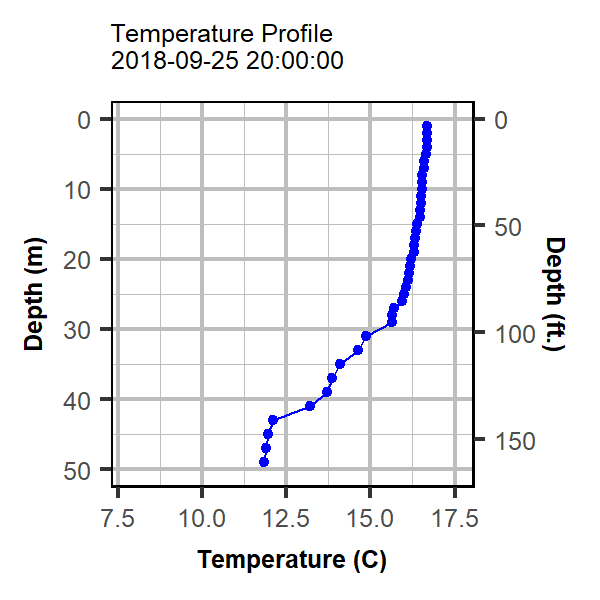 Temperature Profile
2018-09-25 20:00:00
0
10
20
30
40
50
Depth (m)
0
50
100
150
Depth (ft.)
7.5 10.0 12.5 15.0 17.5
Temperature (C)